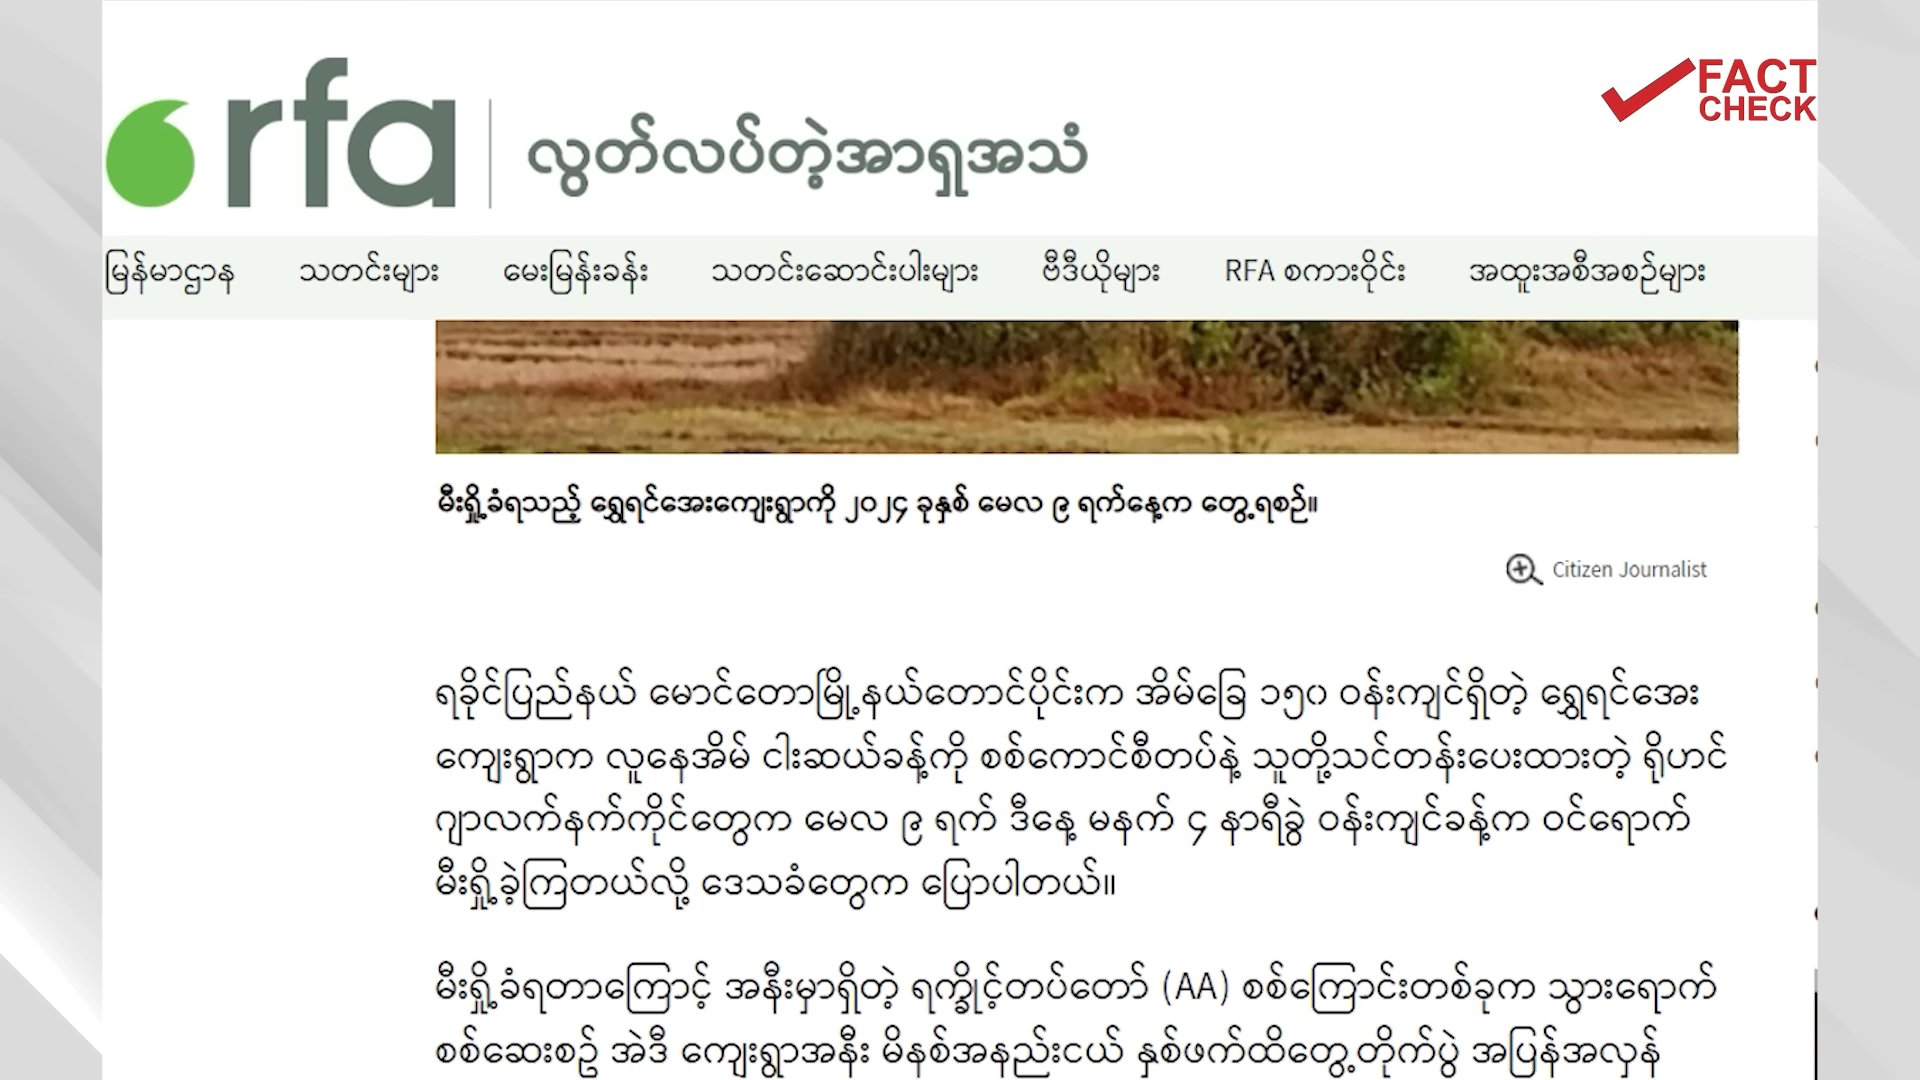 rfa လွတ်လပ်တဲ့အာရှအသံ
FACT
CHECK
မြန်မာဌာန သတင်းများ မေးမြန်းခန်း သတင်းဆောင်းပါးများ ဗီဒီယိုများ RFA စကားဝိုင်း အထူးအစီအစဉ်များ
မီးရှို့ခံရသည့် ရွှေရင်အေးကျေးရွာကို ၂၀၂၄ ခုနှစ် မေလ ၉ ရက်နေ့က တွေ့ရစဉ်။
Citizen Journalist
ရခိုင်ပြည်နယ် မောင်တောမြို့နယ်တောင်ပိုင်းက အိမ်ခြေ ၁၅၀ ဝန်းကျင်ရှိတဲ့ ရွှေရင်အေး
ကျေးရွာက လူနေအိမ် ငါးဆယ်ခန့်ကို စစ်ကောင်စီတပ်နဲ့ သူတို့သင်တန်းပေးထားတဲ့ ရိုဟင်
ဂျာလက်နက်ကိုင်တွေက မေလ ၉ ရက် ဒီနေ့ မနက် ၄ နာရီခွဲ ဝန်းကျင်ခန့်က ဝင်ရောက်
မီးရှို့ခဲ့ကြတယ်လို့ ဒေသခံတွေက ပြောပါတယ်။
မီးရှို့ခံရတာကြောင့် အနီးမှာရှိတဲ့ ရက္ခိုင့်တပ်တော် (AA) စစ်ကြောင်းတစ်ခုက သွားရောက်
စစ်ဆေးစဉ် အဲဒီ ကျေးရွာအနီး မိနစ်အနည်းငယ် နှစ်ဖက်ထိတွေ့တိုက်ပွဲ အပြန်အလှန်